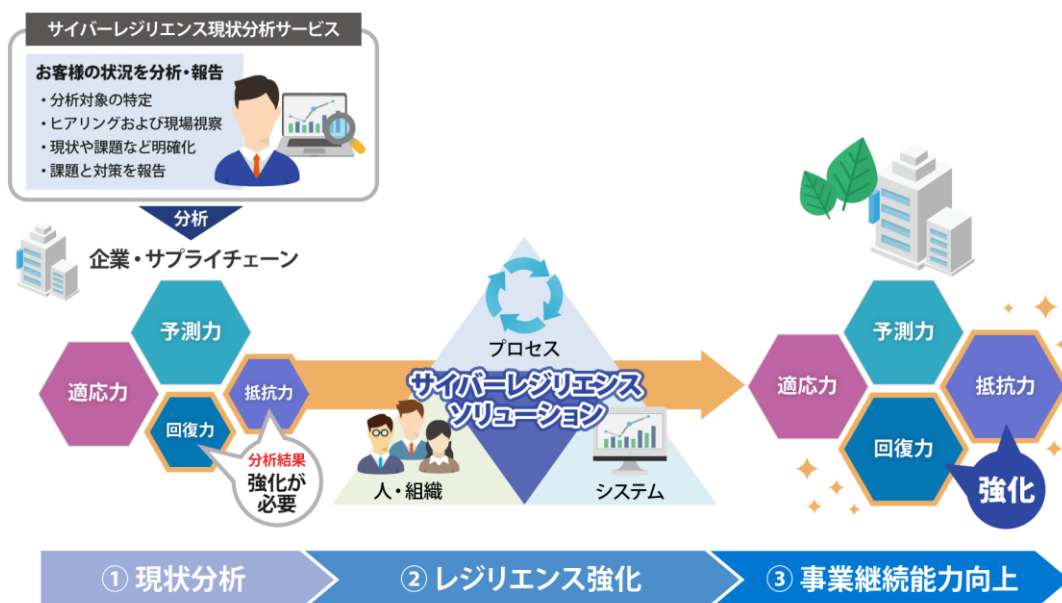 サイバーレジリエンス現状分析サービス
お客様の状況を分析・報告
・分析対象の特定
・ヒアリングおよび現場視察
・現状や課題など明確化
・課題と対策を報告
分析
企業・サプライチェーン
予測力
適応力
抵抗力
回復力
分析結果
強化が
必要
プロセス
サイバーレジリエンス
ソリューション
人・組織
システム
予測力
適応力
抵抗力
回復力
強化
① 現状分析
② レジリエンス強化
③ 事業継続能力向上